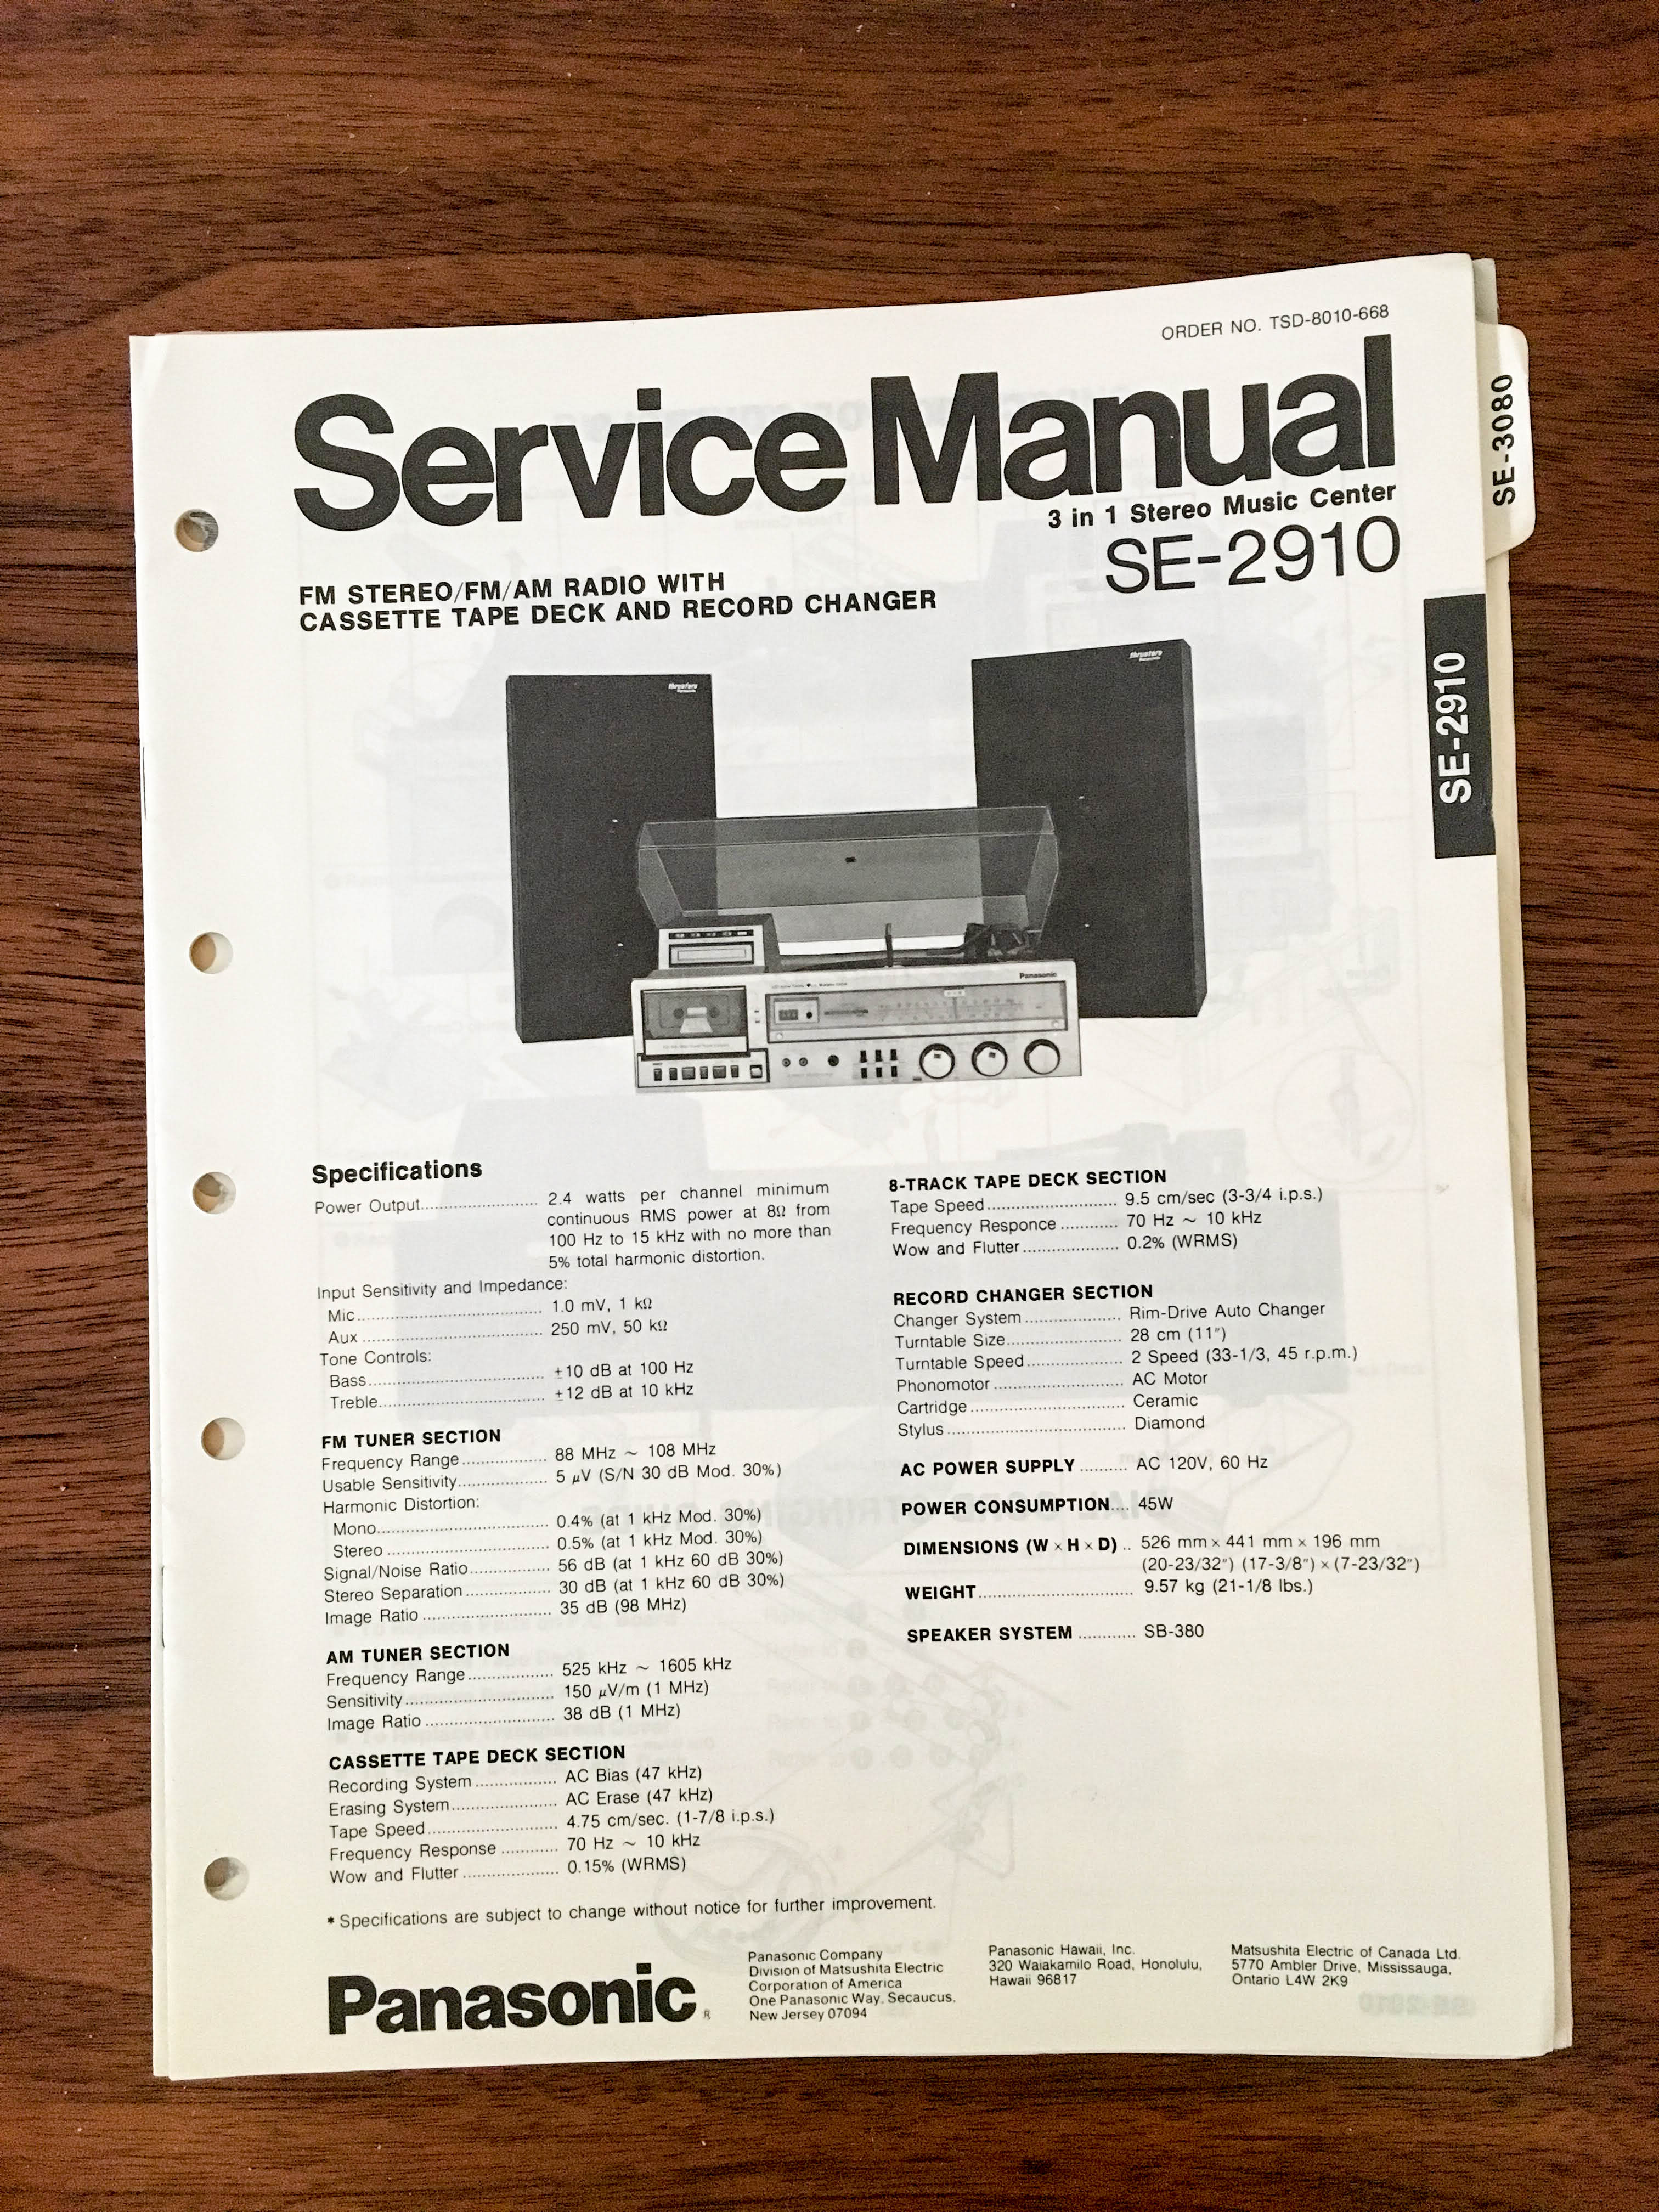 ORDER NO. TSD-8010-668
Service Manual
3 in 1 Stereo Music Center
SE-2910
FM STEREO/FM/AM RADIO WITH
CASSETTE TAPE DECK AND RECORD CHANGER
SE-3080
SE-2910
thrusters
Panasonic
thrusters
Panasonic
Panasonic
Specifications
Power Output.......................... 2.4 watts per channel minimum
continuous RMS power at 8Ω from
100 Hz to 15 kHz with no more than
5% total harmonic distortion.
Input Sensitivity and Impedance:
Mic.......................... 1.0 mV, 1 kΩ
Aux .......................... 250 mV, 50 kΩ
Tone Controls:
Bass.......................... ±10 dB at 100 Hz
Treble.......................... ±12 dB at 10 kHz
FM TUNER SECTION
Frequency Range................... 88 MHz ~ 108 MHz
Usable Sensitivity.................... 5 μV (S/N 30 dB Mod. 30%)
Harmonic Distortion:
Mono.......................... 0.4% (at 1 kHz Mod. 30%)
Stereo .......................... 0.5% (at 1 kHz Mod. 30%)
Signal/Noise Ratio.................. 56 dB (at 1 kHz 60 dB 30%)
Stereo Separation ................... 30 dB (at 1 kHz 60 dB 30%)
Image Ratio .......................... 35 dB (98 MHz)
AM TUNER SECTION
Frequency Range................... 525 kHz ~ 1605 kHz
Sensitivity.......................... 150 μV/m (1 MHz)
Image Ratio .......................... 38 dB (1 MHz)
CASSETTE TAPE DECK SECTION
Recording System .................. AC Bias (47 kHz)
Erasing System....................... AC Erase (47 kHz)
Tape Speed.......................... 4.75 cm/sec. (1-7/8 i.p.s.)
Frequency Response ............ 70 Hz ~ 10 kHz
Wow and Flutter ..................... 0.15% (WRMS)
8-TRACK TAPE DECK SECTION
Tape Speed.......................... 9.5 cm/sec (3-3/4 i.p.s.)
Frequency Responce ............ 70 Hz ~ 10 kHz
Wow and Flutter ..................... 0.2% (WRMS)
RECORD CHANGER SECTION
Changer System ..................... Rim-Drive Auto Changer
Turntable Size.......................... 28 cm (11")
Turntable Speed..................... 2 Speed (33-1/3, 45 r.p.m.)
Phonomotor .......................... AC Motor
Cartridge .......................... Ceramic
Stylus .......................... Diamond
AC POWER SUPPLY .......... AC 120V, 60 Hz
POWER CONSUMPTION.... 45W
DIMENSIONS (W × H × D) .. 526 mm × 441 mm × 196 mm
(20-23/32") (17-3/8") × (7-23/32")
WEIGHT.......................... 9.57 kg (21-1/8 lbs.)
SPEAKER SYSTEM ............ SB-380
* Specifications are subject to change without notice for further improvement.
Panasonic®
Panasonic Company
Division of Matsushita Electric
Corporation of America
One Panasonic Way, Secaucus,
New Jersey 07094
Panasonic Hawaii, Inc.
320 Waiakamilo Road, Honolulu,
Hawaii 96817
Matsushita Electric of Canada Ltd.
5770 Ambler Drive, Mississauga,
Ontario L4W 2K9